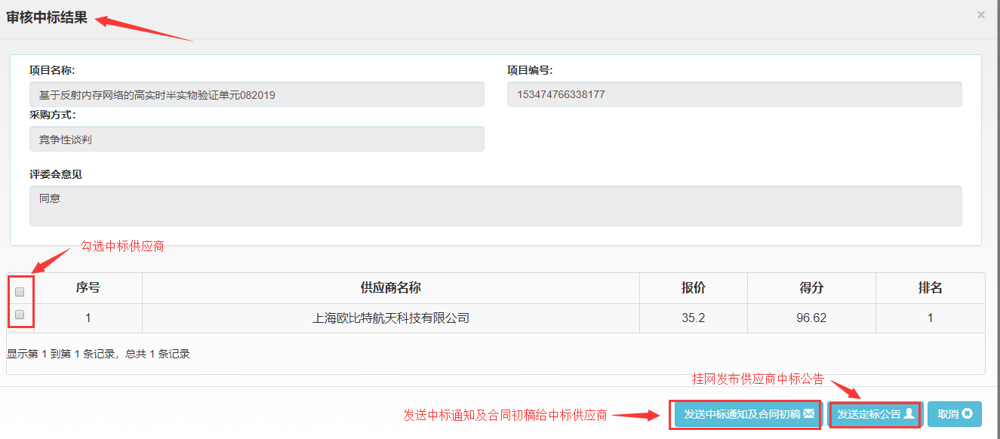 审核中标结果
×
项目名称:
项目编号:
基于反射内存网络的高实时半实物验证单元082019
153474766338177
采购方式:
竞争性谈判
评委会意见
同意
勾选中标供应商
序号 供应商名称 报价 得分 排名
1 上海欧比特航天科技有限公司 35.2 96.62 1
显示第 1 到第 1 条记录，总共 1 条记录
挂网发布供应商中标公告
发送中标通知及合同初稿给中标供应商
发送中标通知及合同初稿
发送定标公告
取消